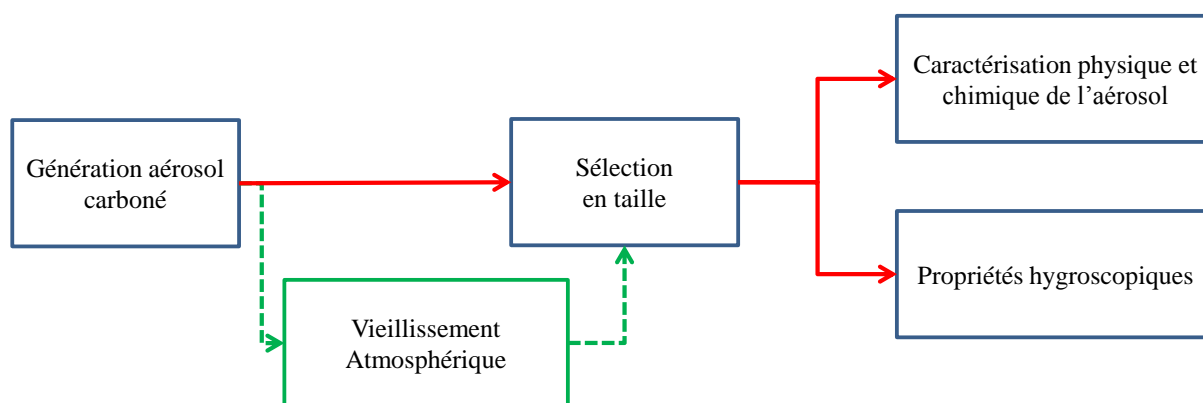 Génération aérosol
carboné
Sélection
en taille
Caractérisation physique et
chimique de l’aérosol
Propriétés hygroscopiques
Vieillissement
Atmosphérique